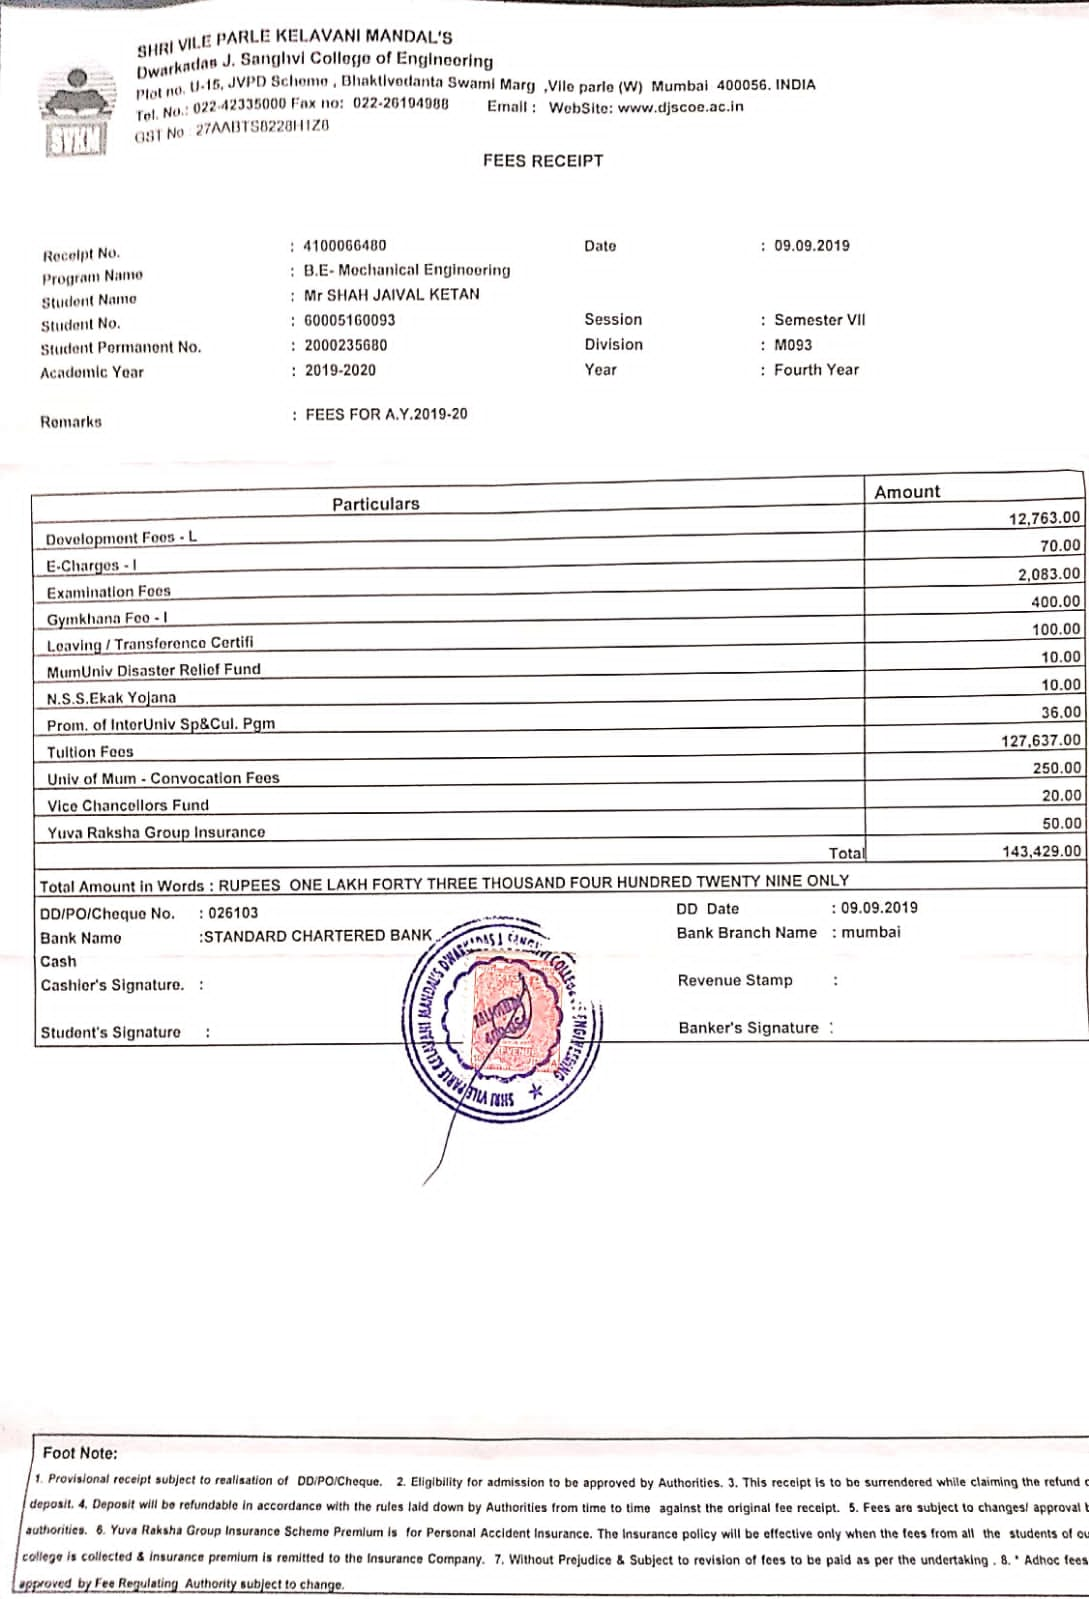 SHRI VILE PARLE KELAVANI MANDAL'S
Dwarkadas J. Sanghvi College of Engineering
Plot no. U-15, JVPD Scheme , Bhaktivedanta Swami Marg ,Vile parle (W) Mumbai 400056. INDIA
Tel. No.: 022-42335000 Fax no: 022-26194988 Email : WebSite: www.djscoe.ac.in
GST No : 27AABTS8228H1Z8
SVKM
FEES RECEIPT
Receipt No. : 4100066480 Date : 09.09.2019
Program Name : B.E- Mechanical Engineering
Student Name : Mr SHAH JAIVAL KETAN
Student No. : 60005160093 Session : Semester VII
Student Permanent No. : 2000235680 Division : M093
Academic Year : 2019-2020 Year : Fourth Year
Remarks : FEES FOR A.Y.2019-20
Particulars Amount
Development Fees - L 12,763.00
E-Charges - I 70.00
Examination Fees 2,083.00
Gymkhana Fee - I 400.00
Leaving / Transference Certifi 100.00
MumUniv Disaster Relief Fund 10.00
N.S.S.Ekak Yojana 10.00
Prom. of InterUniv Sp&Cul. Pgm 36.00
Tuition Fees 127,637.00
Univ of Mum - Convocation Fees 250.00
Vice Chancellors Fund 20.00
Yuva Raksha Group Insurance 50.00
Total 143,429.00
Total Amount in Words : RUPEES ONE LAKH FORTY THREE THOUSAND FOUR HUNDRED TWENTY NINE ONLY
DD/PO/Cheque No. : 026103 DD Date : 09.09.2019
Bank Name :STANDARD CHARTERED BANK Bank Branch Name : mumbai
Cash
Cashier's Signature. : Revenue Stamp :
Student's Signature : Banker's Signature :
SHRI VILE PARLE KELAVANI MANDAL'S DWARKADAS J. SANGHVI COLLEGE OF ENGINEERING
REVENUE
Foot Note:
1. Provisional receipt subject to realisation of DD/PO/Cheque. 2. Eligibility for admission to be approved by Authorities. 3. This receipt is to be surrendered while claiming the refund
deposit. 4. Deposit will be refundable in accordance with the rules laid down by Authorities from time to time against the original fee receipt. 5. Fees are subject to changes/ approval
authorities. 6. Yuva Raksha Group Insurance Scheme Premium is for Personal Accident Insurance. The Insurance policy will be effective only when the fees from all the students of
college is collected & insurance premium is remitted to the Insurance Company. 7. Without Prejudice & Subject to revision of fees to be paid as per the undertaking . 8. * Adhoc fees
approved by Fee Regulating Authority subject to change.